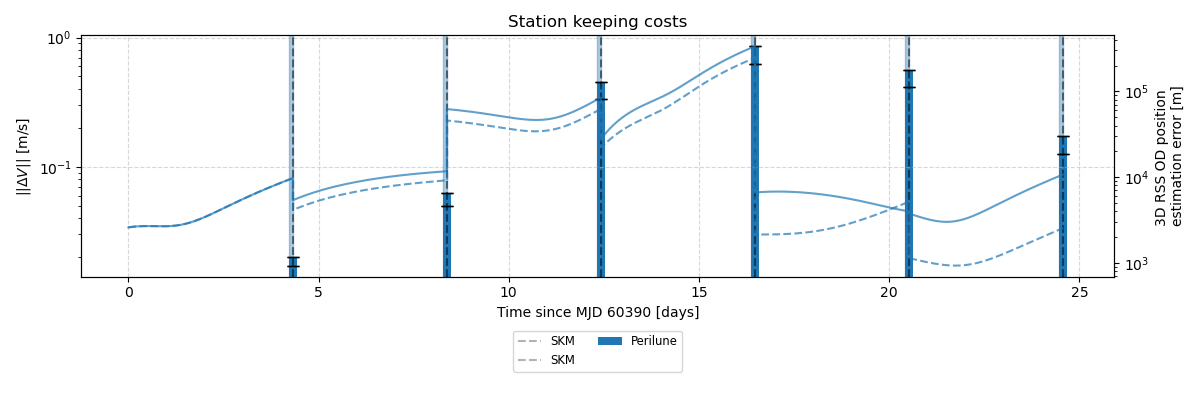 Station keeping costs
10⁰
10⁻¹
||ΔV|| [m/s]
10⁵
10⁴
10³
3D RSS OD position
estimation error [m]
0 5 10 15 20 25
Time since MJD 60390 [days]
SKM Perilune
SKM